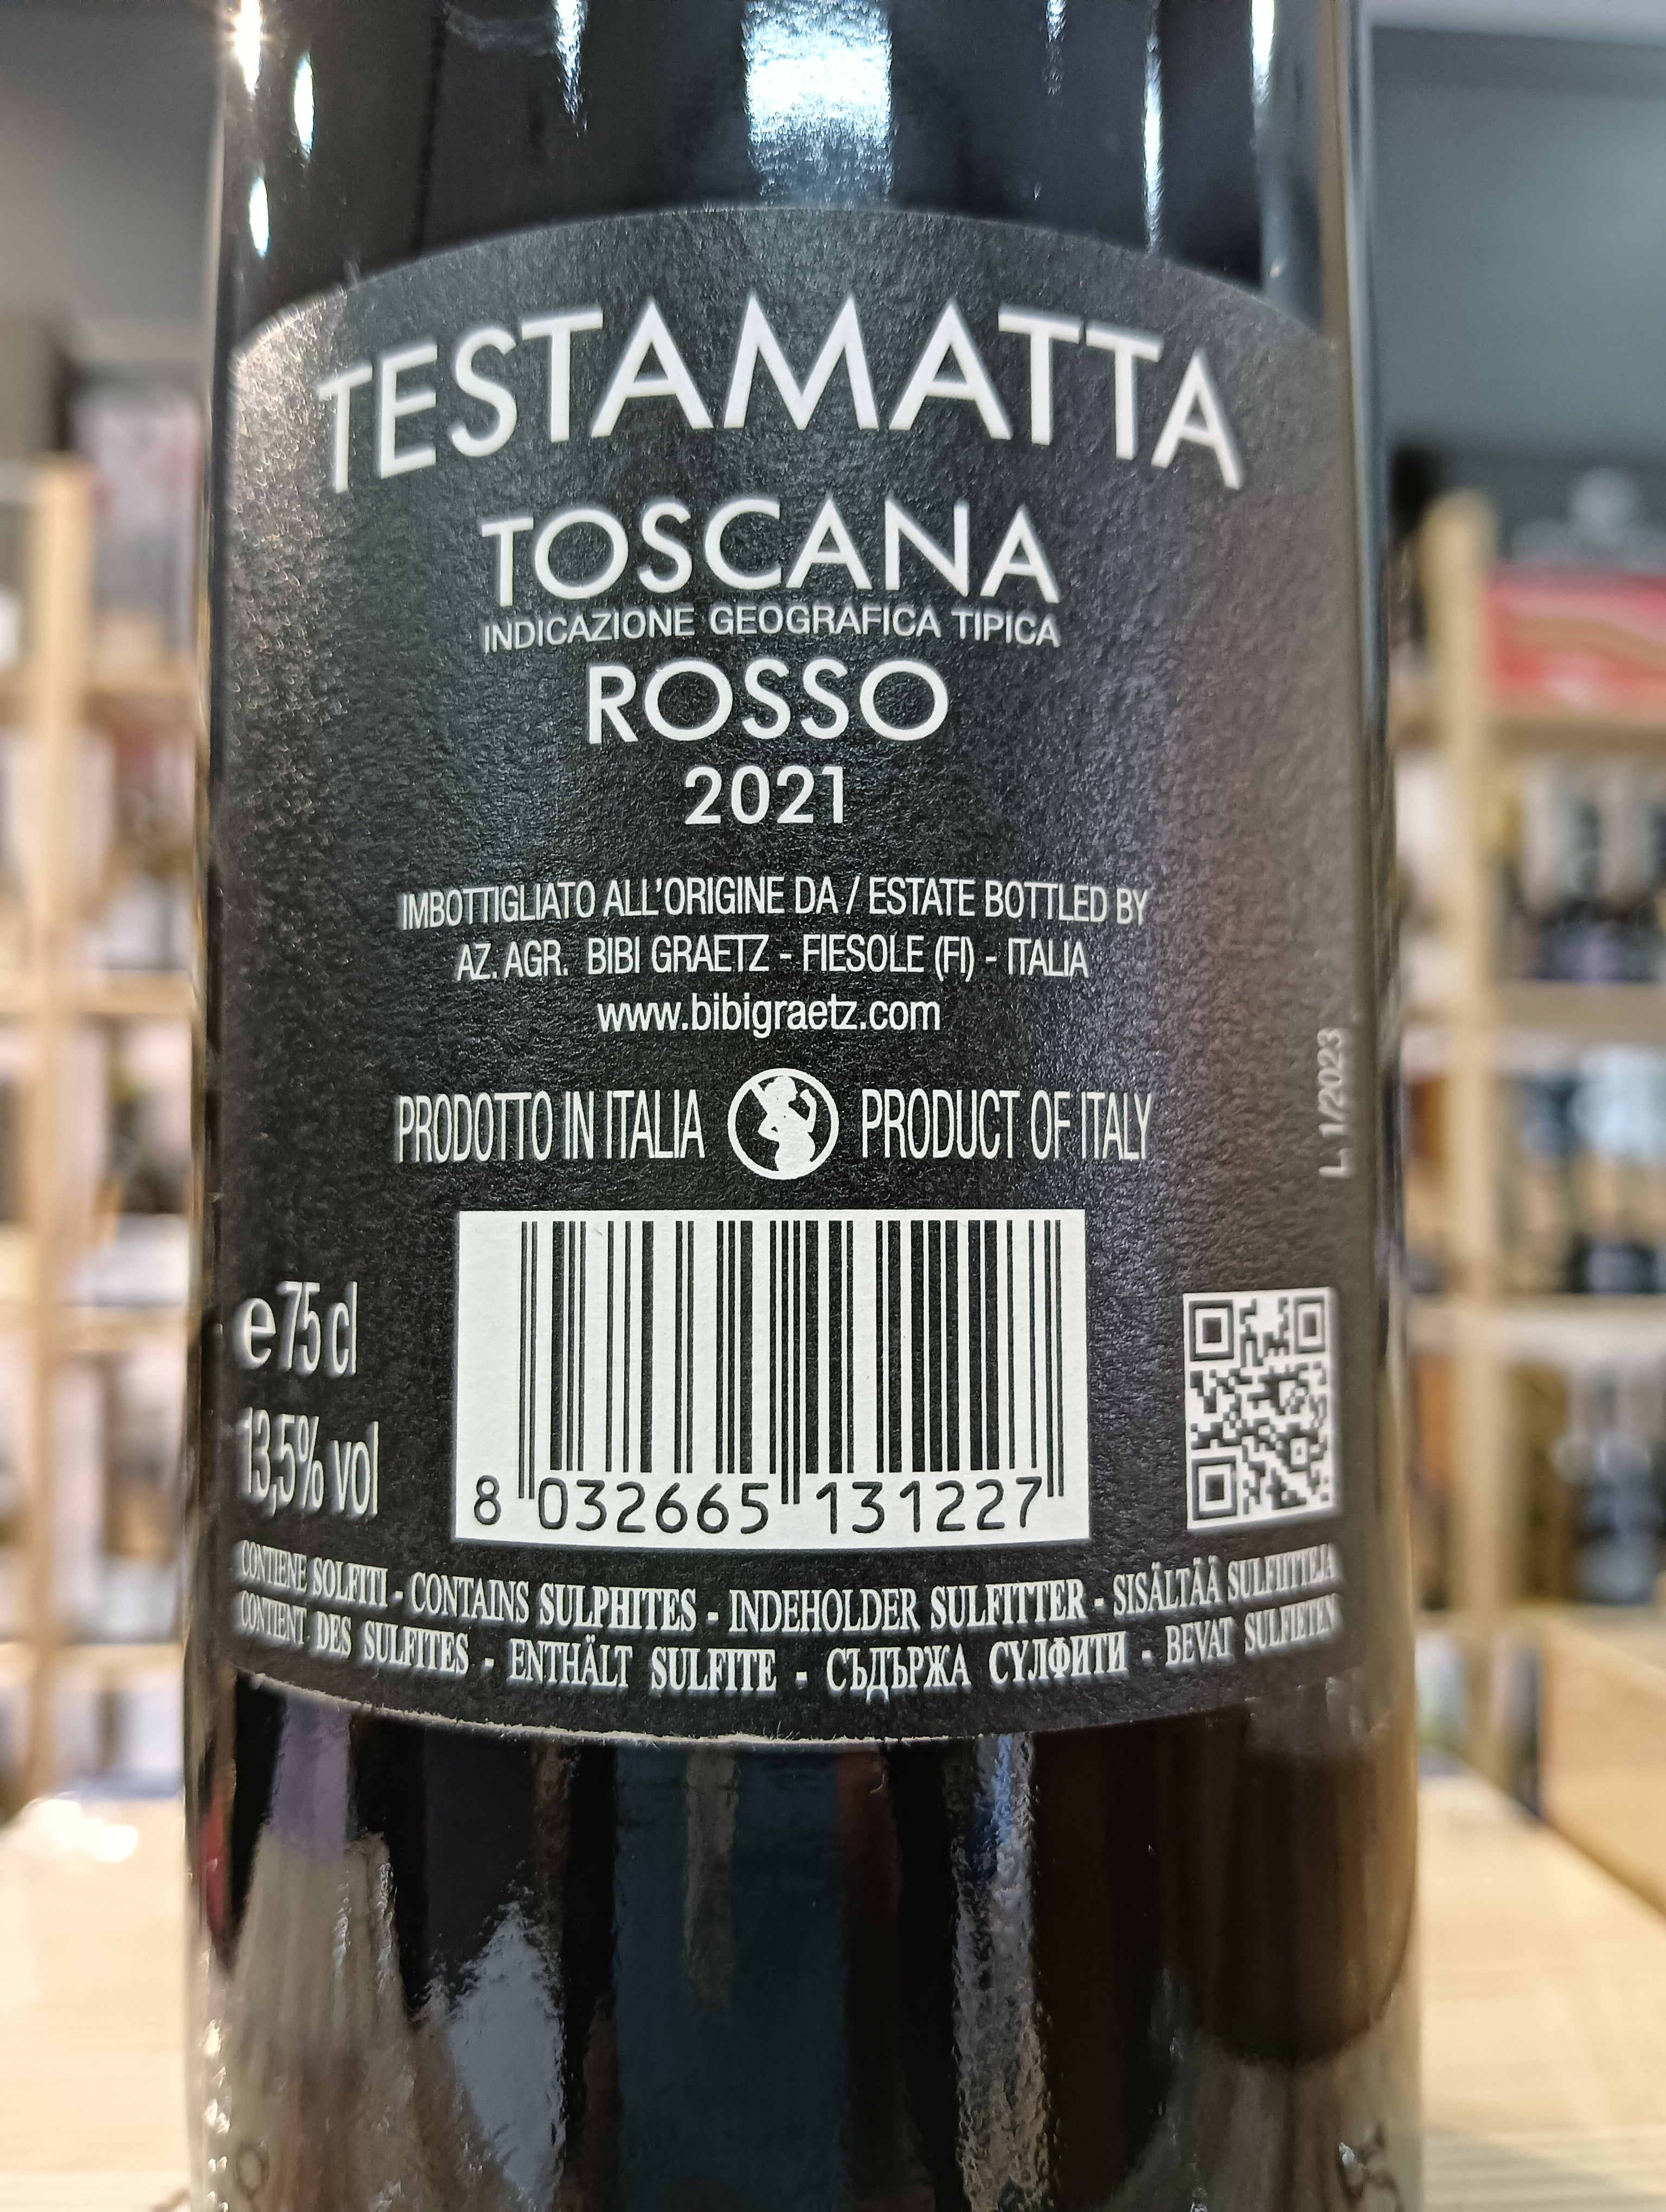 TESTAMATTA
TOSCANA
INDICAZIONE GEOGRAFICA TIPICA
ROSSO
2021
IMBOTTIGLIATO ALL'ORIGINE DA / ESTATE BOTTLED BY
AZ. AGR. BIBI GRAETZ - FIESOLE (FI) - ITALIA
www.bibigraetz.com
PRODOTTO IN ITALIA PRODUCT OF ITALY
L. 1/2023
e 75 cl
13,5% vol
8 032665 131227
CONTIENE SOLFITI - CONTAINS SULPHITES - INDEHOLDER SULFITTER - SISÄLTÄÄ SULFIITTEJA
CONTIENT DES SULFITES - ENTHÄLT SULFITE - СЪДЪРЖА СУЛФИТИ - BEVAT SULFIETEN